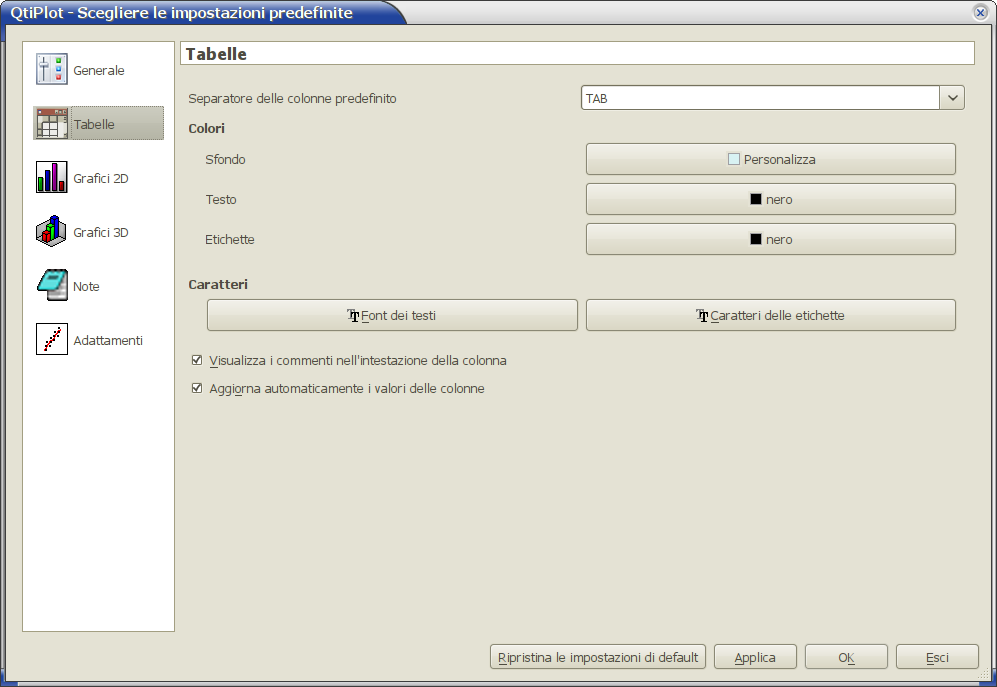 QtiPlot - Scegliere le impostazioni predefinite
Generale
Tabelle
Grafici 2D
Grafici 3D
Note
Adattamenti
Tabelle
Separatore delle colonne predefinito
TAB
Colori
Sfondo
Personalizza
Testo
nero
Etichette
nero
Caratteri
Font dei testi
Caratteri delle etichette
Visualizza i commenti nell'intestazione della colonna
Aggiorna automaticamente i valori delle colonne
Ripristina le impostazioni di default
Applica
OK
Esci